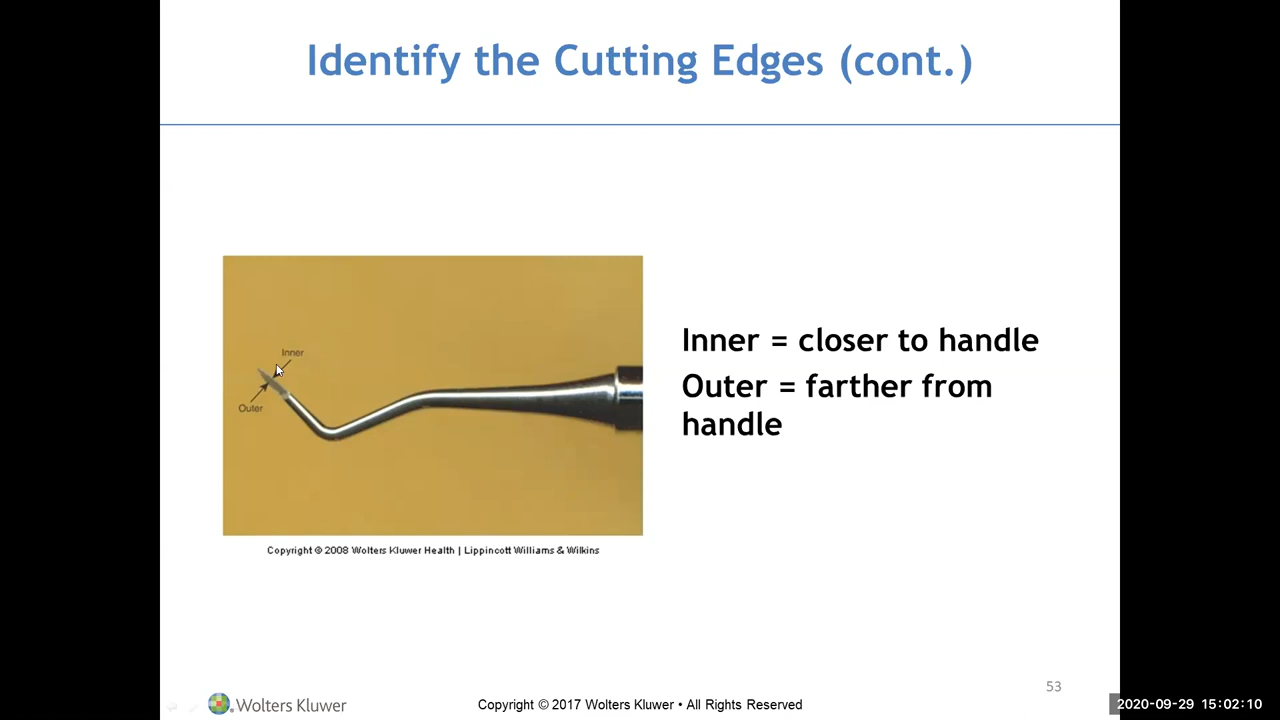 Identify the Cutting Edges (cont.)
Inner
Outer
Inner = closer to handle
Outer = farther from
handle
Copyright © 2008 Wolters Kluwer Health | Lippincott Williams & Wilkins
53
Wolters Kluwer
Copyright © 2017 Wolters Kluwer • All Rights Reserved
2020-09-29 15:02:10